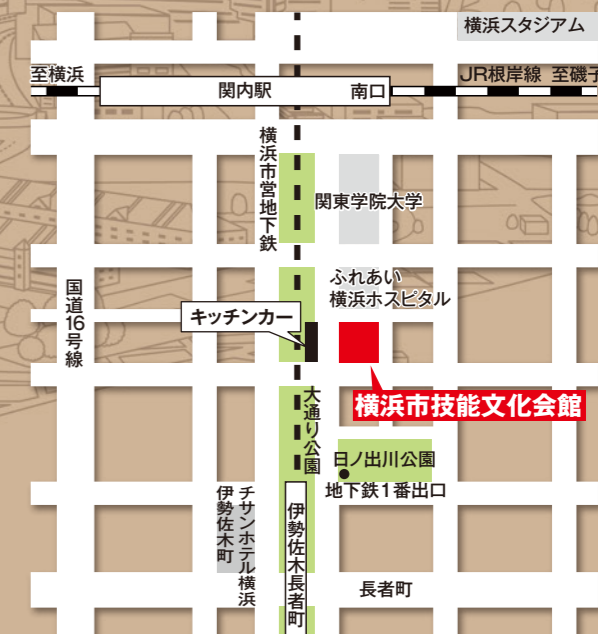 横浜スタジアム
至横浜
JR根岸線 至磯子
関内駅 南口
横浜市営地下鉄
関東学院大学
ふれあい
横浜ホスピタル
国道16号線
キッチンカー
大通り公園
横浜市技能文化会館
日ノ出川公園
地下鉄1番出口
チサンホテル横浜
伊勢佐木町
伊勢佐木長者町
長者町